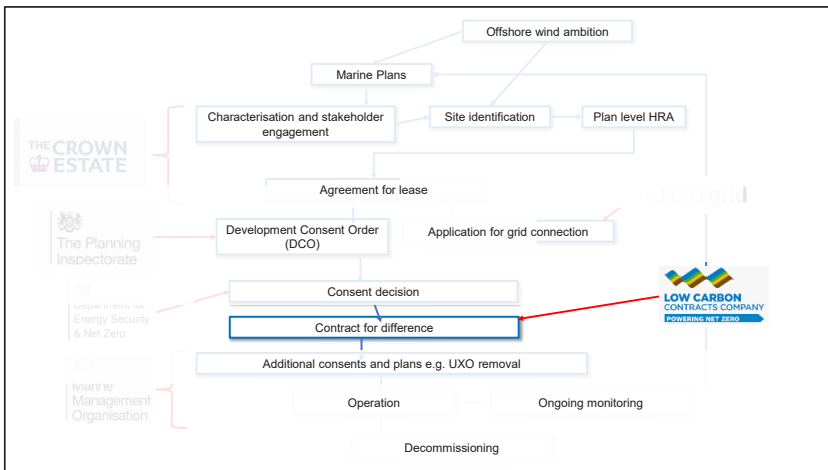 Offshore wind ambition
Marine Plans
Characterisation and stakeholder
engagement
Site identification
Plan level HRA
THE CROWN
ESTATE
Agreement for lease
grid
The Planning
Inspectorate
Development Consent Order
(DCO)
Application for grid connection
Department for
Energy Security
& Net Zero
Consent decision
LOW CARBON
CONTRACTS COMPANY
POWERING NET ZERO
Contract for difference
Additional consents and plans e.g. UXO removal
Marine
Management
Organisation
Operation
Ongoing monitoring
Decommissioning